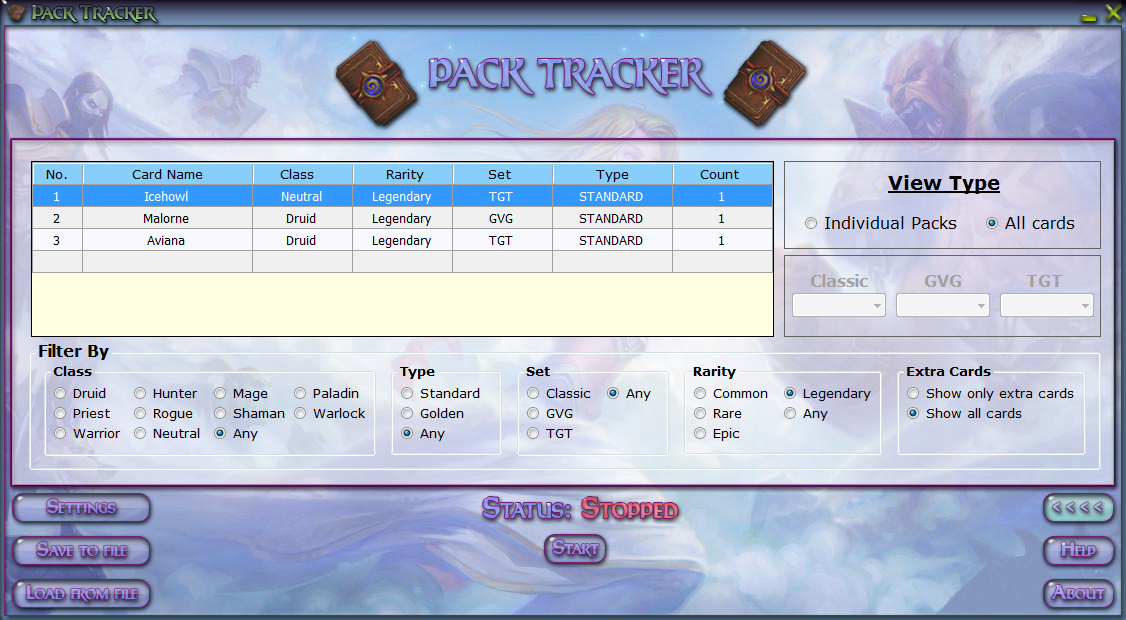 PACK TRACKER
PACK TRACKER
No. Card Name Class Rarity Set Type Count
1 Icehowl Neutral Legendary TGT STANDARD 1
2 Malorne Druid Legendary GVG STANDARD 1
3 Aviana Druid Legendary TGT STANDARD 1
View Type
Individual Packs All cards
Classic GVG TGT
Filter By
Class
Druid Hunter Mage Paladin
Priest Rogue Shaman Warlock
Warrior Neutral Any
Type
Standard
Golden
Any
Set
Classic Any
GVG
TGT
Rarity
Common Legendary
Rare Any
Epic
Extra Cards
Show only extra cards
Show all cards
SETTINGS
SAVE TO FILE
LOAD FROM FILE
STATUS: STOPPED
START
<<<<
HELP
ABOUT